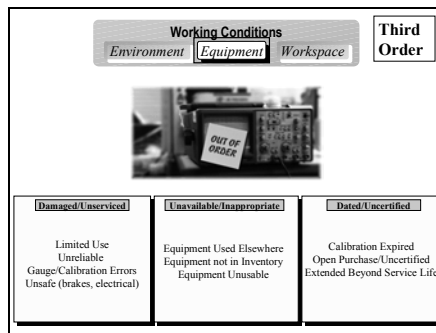 Working Conditions
Environment Equipment Workspace
Third
Order
OUT OF
ORDER
Damaged/Unserviced
Limited Use
Unreliable
Gauge/Calibration Errors
Unsafe (brakes, electrical)
Unavailable/Inappropriate
Equipment Used Elsewhere
Equipment not in Inventory
Equipment Unusable
Dated/Uncertified
Calibration Expired
Open Purchase/Uncertified
Extended Beyond Service Life